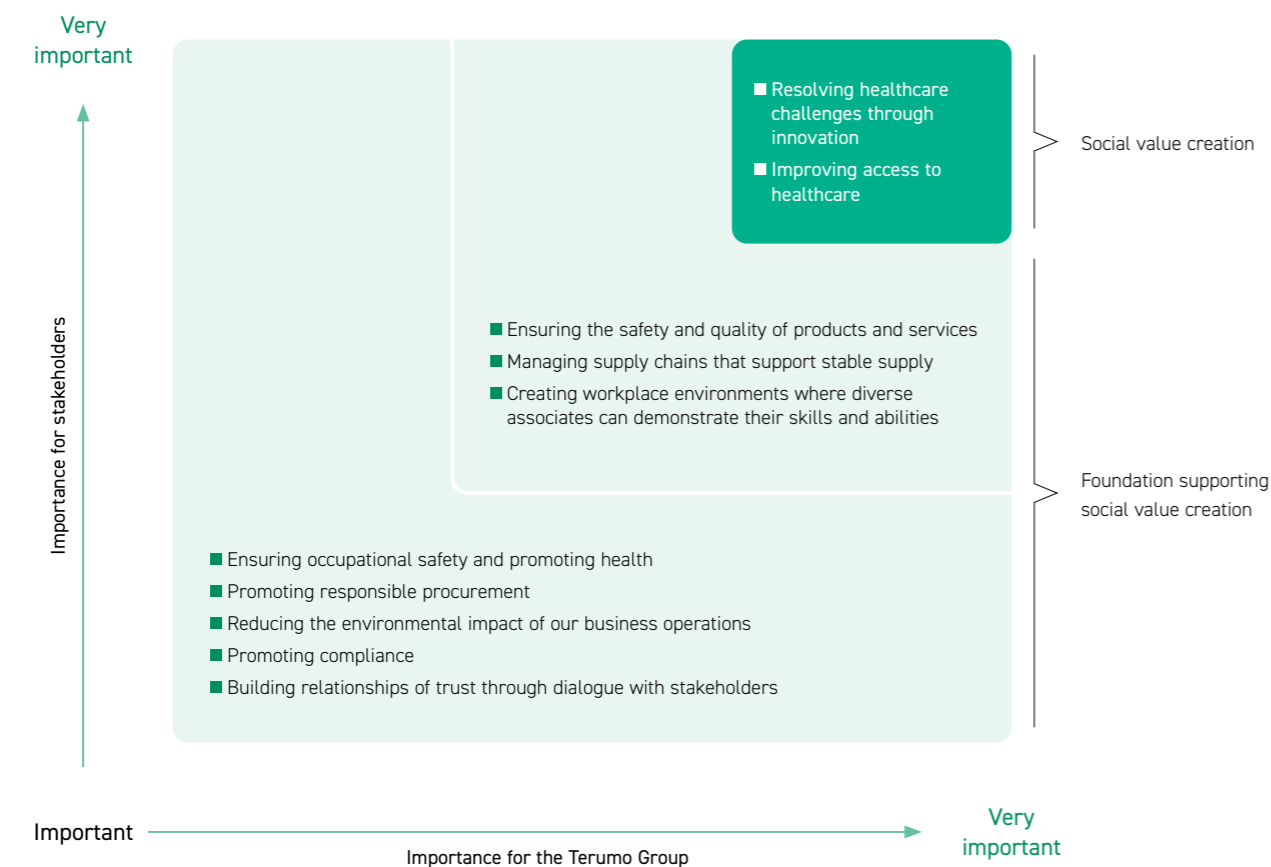 Very
important
Resolving healthcare
challenges through
innovation
Improving access to
healthcare
Social value creation
Importance for stakeholders
Ensuring the safety and quality of products and services
Managing supply chains that support stable supply
Creating workplace environments where diverse
associates can demonstrate their skills and abilities
Foundation supporting
social value creation
Ensuring occupational safety and promoting health
Promoting responsible procurement
Reducing the environmental impact of our business operations
Promoting compliance
Building relationships of trust through dialogue with stakeholders
Important
Importance for the Terumo Group
Very
important